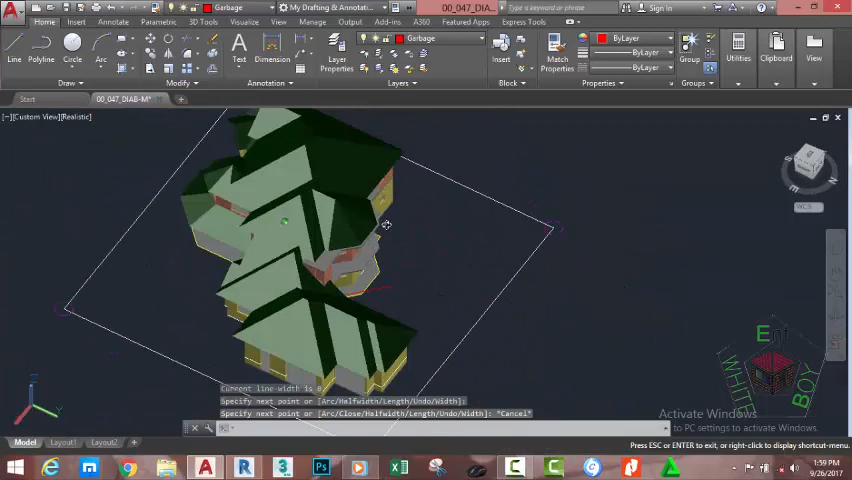 Garbage
My Drafting & Annotati...
00_047_DIA...
Type a keyword or phrase
Sign In
Home Insert Annotate Parametric 3D Tools Visualize View Manage Output Add-ins A360 Featured Apps Express Tools
Garbage
ByLayer
ByLayer
ByLayer
Line Polyline Circle Arc Text Dimension Layer Properties Insert Match Properties Group Utilities Clipboard View
Draw Modify Annotation Layers Block Properties Groups
Start 00_047_DIAB-M*
[−][Custom View][Realistic]
S
E
WCS
Ent
WHITE
BOY
Z
Y
Current line-width is 0
Specify next point or [Arc/Halfwidth/Length/Undo/Width]:
Specify next point or [Arc/Close/Halfwidth/Length/Undo/Width]: *Cancel*
Activate Windows
to PC settings to activate Windows.
Model Layout1 Layout2
Press ESC or ENTER to exit, or right-click to display shortcut-menu.
1:59 PM
9/26/2017